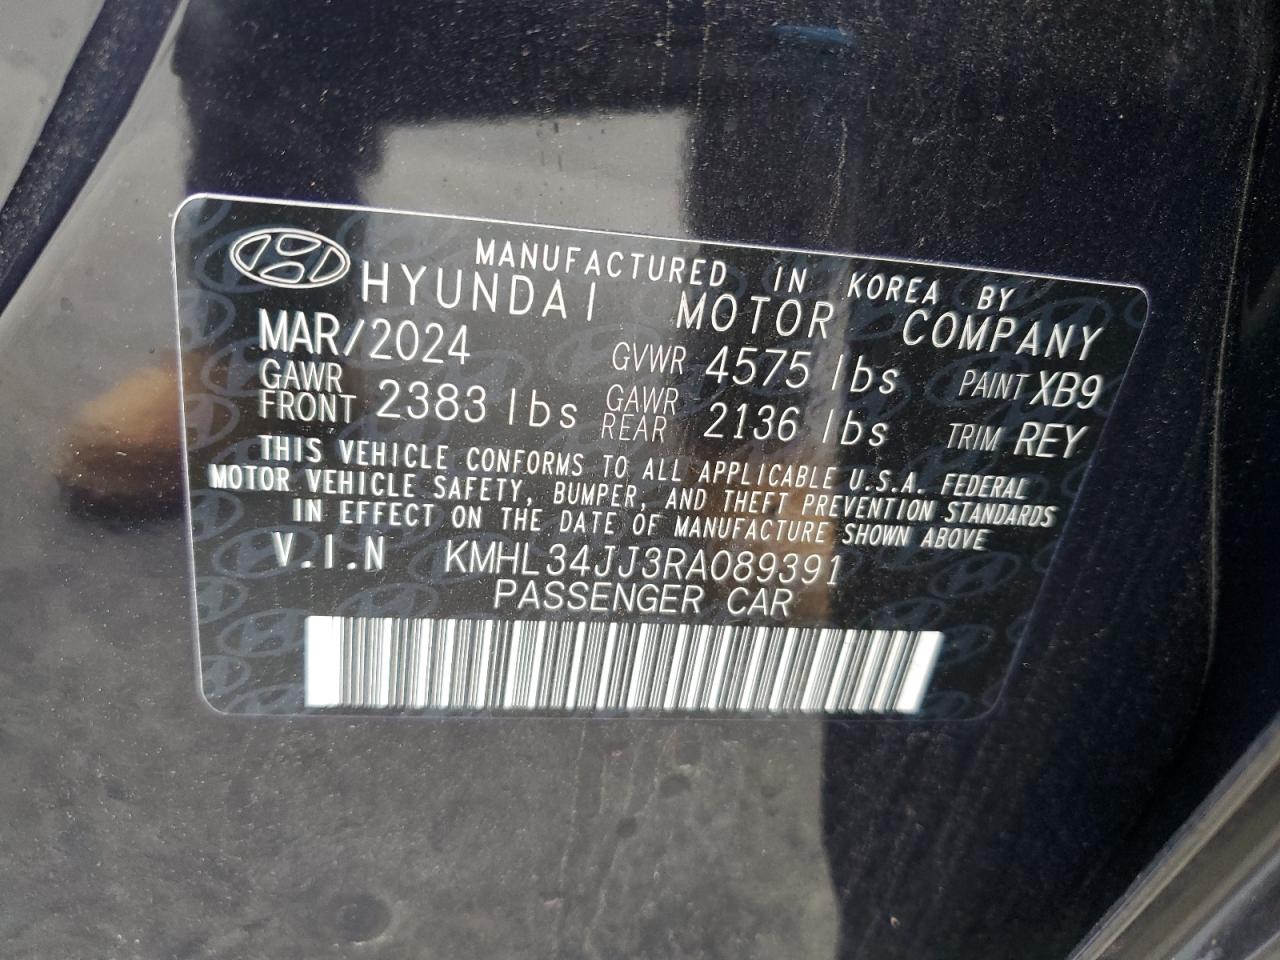 MANUFACTURED IN KOREA BY
HYUNDAI MOTOR COMPANY
MAR/2024 GVWR 4575 lbs PAINT XB9
GAWR FRONT 2383 lbs GAWR REAR 2136 lbs TRIM REY
THIS VEHICLE CONFORMS TO ALL APPLICABLE U.S.A. FEDERAL
MOTOR VEHICLE SAFETY, BUMPER, AND THEFT PREVENTION STANDARDS
IN EFFECT ON THE DATE OF MANUFACTURE SHOWN ABOVE
V.I.N KMHL34JJ3RA089391
PASSENGER CAR